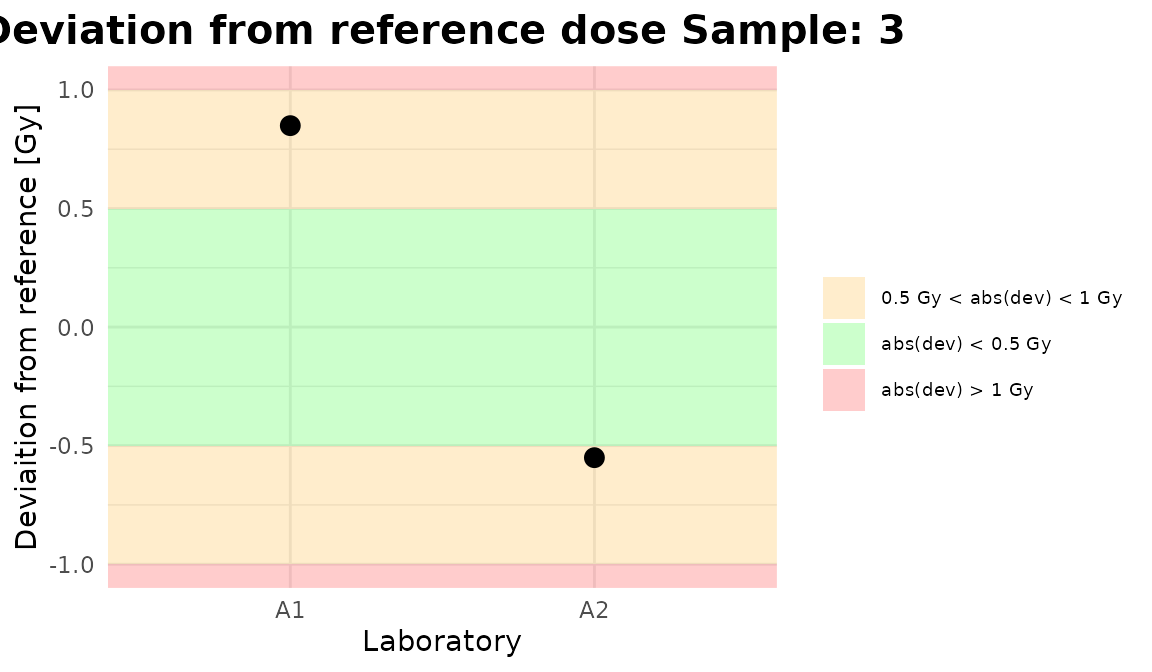 Deviation from reference dose Sample: 3
Deviaition from reference [Gy]
1.0
0.5
0.0
-0.5
-1.0
A1
A2
Laboratory
0.5 Gy < abs(dev) < 1 Gy
abs(dev) < 0.5 Gy
abs(dev) > 1 Gy